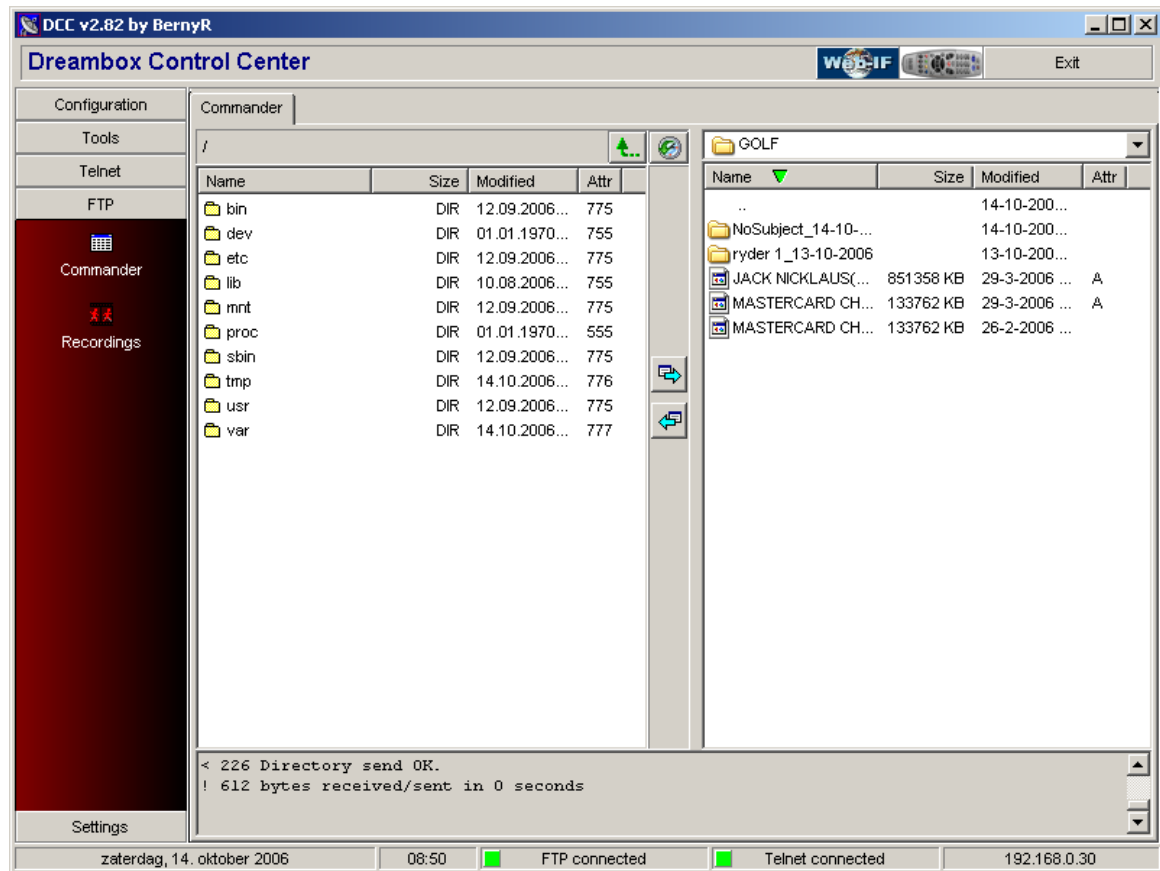 DCC v2.82 by BernyR
Dreambox Control Center
Web-IF
Exit
Configuration
Tools
Telnet
FTP
Commander
Recordings
Settings
Commander
/
Name Size Modified Attr
bin DIR 12.09.2006... 775
dev DIR 01.01.1970... 755
etc DIR 12.09.2006... 775
lib DIR 10.08.2006... 755
mnt DIR 12.09.2006... 775
proc DIR 01.01.1970... 555
sbin DIR 12.09.2006... 775
tmp DIR 14.10.2006... 776
usr DIR 12.09.2006... 775
var DIR 14.10.2006... 777
GOLF
Name Size Modified Attr
.. 14-10-200...
NoSubject_14-10-... 14-10-200...
ryder 1_13-10-2006 13-10-200...
JACK NICKLAUS(... 851358 KB 29-3-2006 ... A
MASTERCARD CH... 133762 KB 29-3-2006 ... A
MASTERCARD CH... 133762 KB 26-2-2006 ...
< 226 Directory send OK.
! 612 bytes received/sent in 0 seconds
zaterdag, 14. oktober 2006 08:50 FTP connected Telnet connected 192.168.0.30